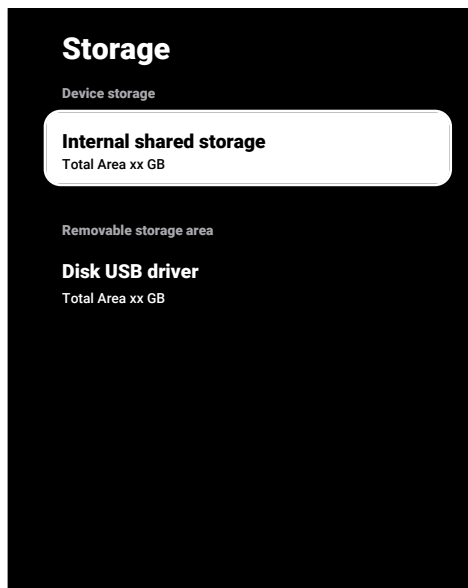 Storage
Device storage
Internal shared storage
Total Area xx GB
Removable storage area
Disk USB driver
Total Area xx GB